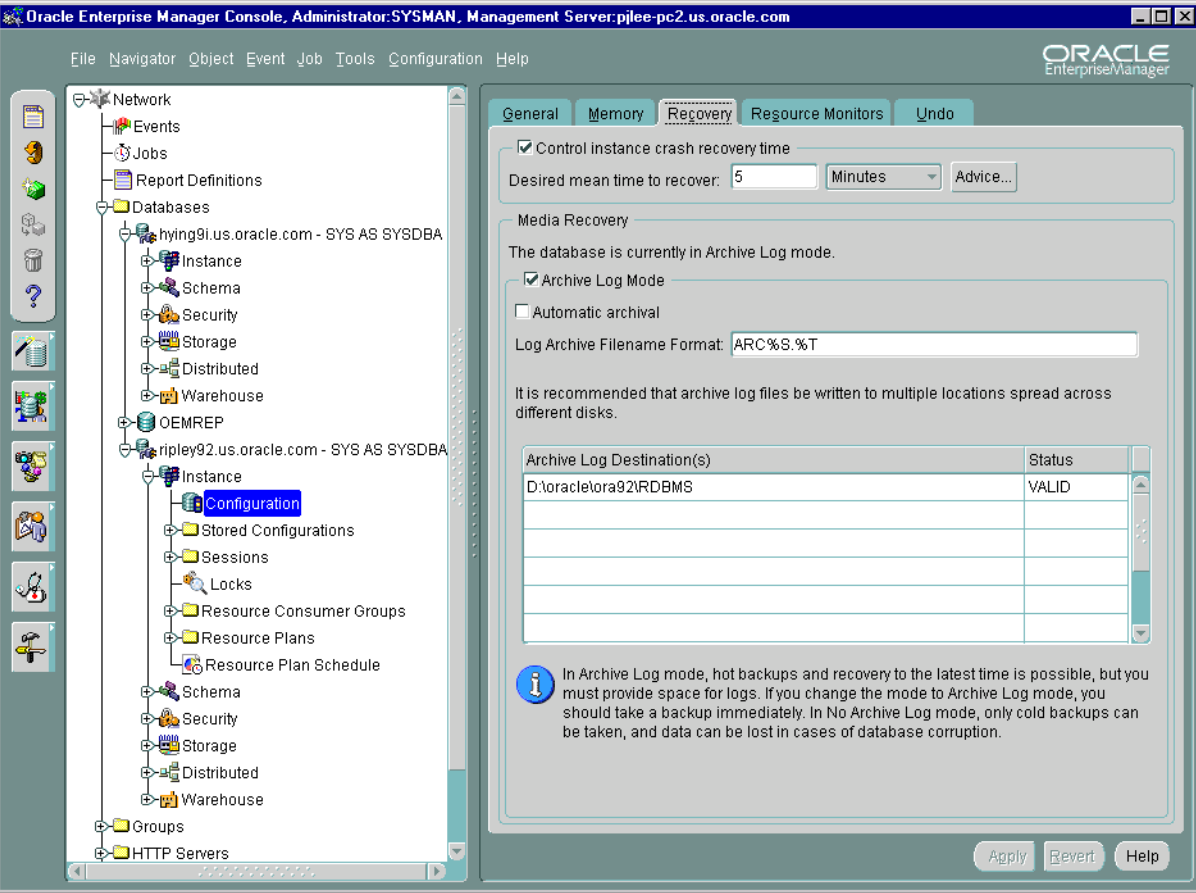 Oracle Enterprise Manager Console, Administrator:SYSMAN, Management Server:pjlee-pc2.us.oracle.com
File Navigator Object Event Job Tools Configuration Help
ORACLE
EnterpriseManager
Network
Events
Jobs
Report Definitions
Databases
hying9i.us.oracle.com - SYS AS SYSDBA
Instance
Schema
Security
Storage
Distributed
Warehouse
OEMREP
ripley92.us.oracle.com - SYS AS SYSDBA
Instance
Configuration
Stored Configurations
Sessions
Locks
Resource Consumer Groups
Resource Plans
Resource Plan Schedule
Schema
Security
Storage
Distributed
Warehouse
Groups
HTTP Servers
General Memory Recovery Resource Monitors Undo
Control instance crash recovery time
Desired mean time to recover: 5 Minutes Advice...
Media Recovery
The database is currently in Archive Log mode.
Archive Log Mode
Automatic archival
Log Archive Filename Format: ARC%S.%T
It is recommended that archive log files be written to multiple locations spread across
different disks.
Archive Log Destination(s) Status
D:\oracle\ora92\RDBMS VALID
In Archive Log mode, hot backups and recovery to the latest time is possible, but you
must provide space for logs. If you change the mode to Archive Log mode, you
should take a backup immediately. In No Archive Log mode, only cold backups can
be taken, and data can be lost in cases of database corruption.
Apply Revert Help